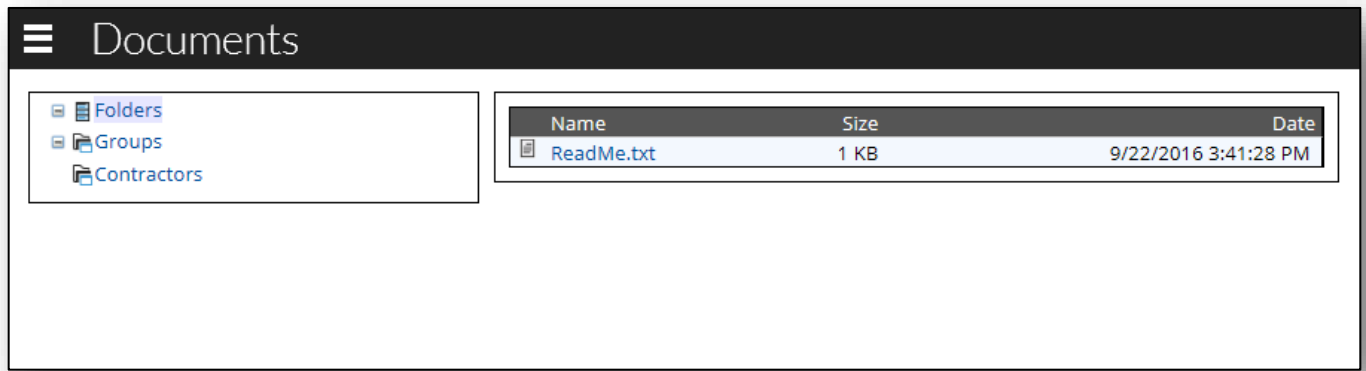 Documents
Folders
Groups
Contractors
Name Size Date
ReadMe.txt 1 KB 9/22/2016 3:41:28 PM